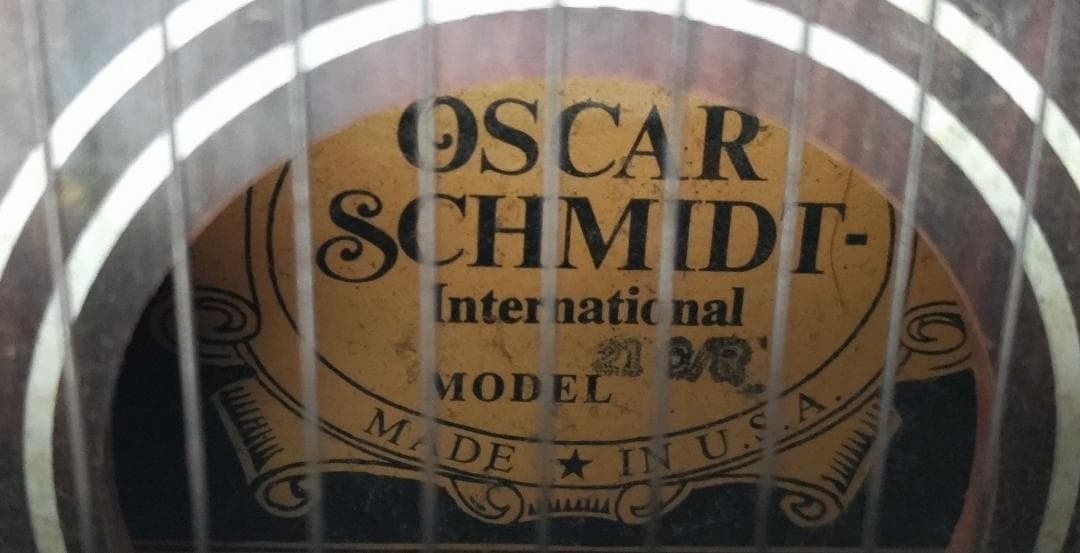 OSCAR
SCHMIDT-
International
MODEL
MADE ★ IN U.S.A.